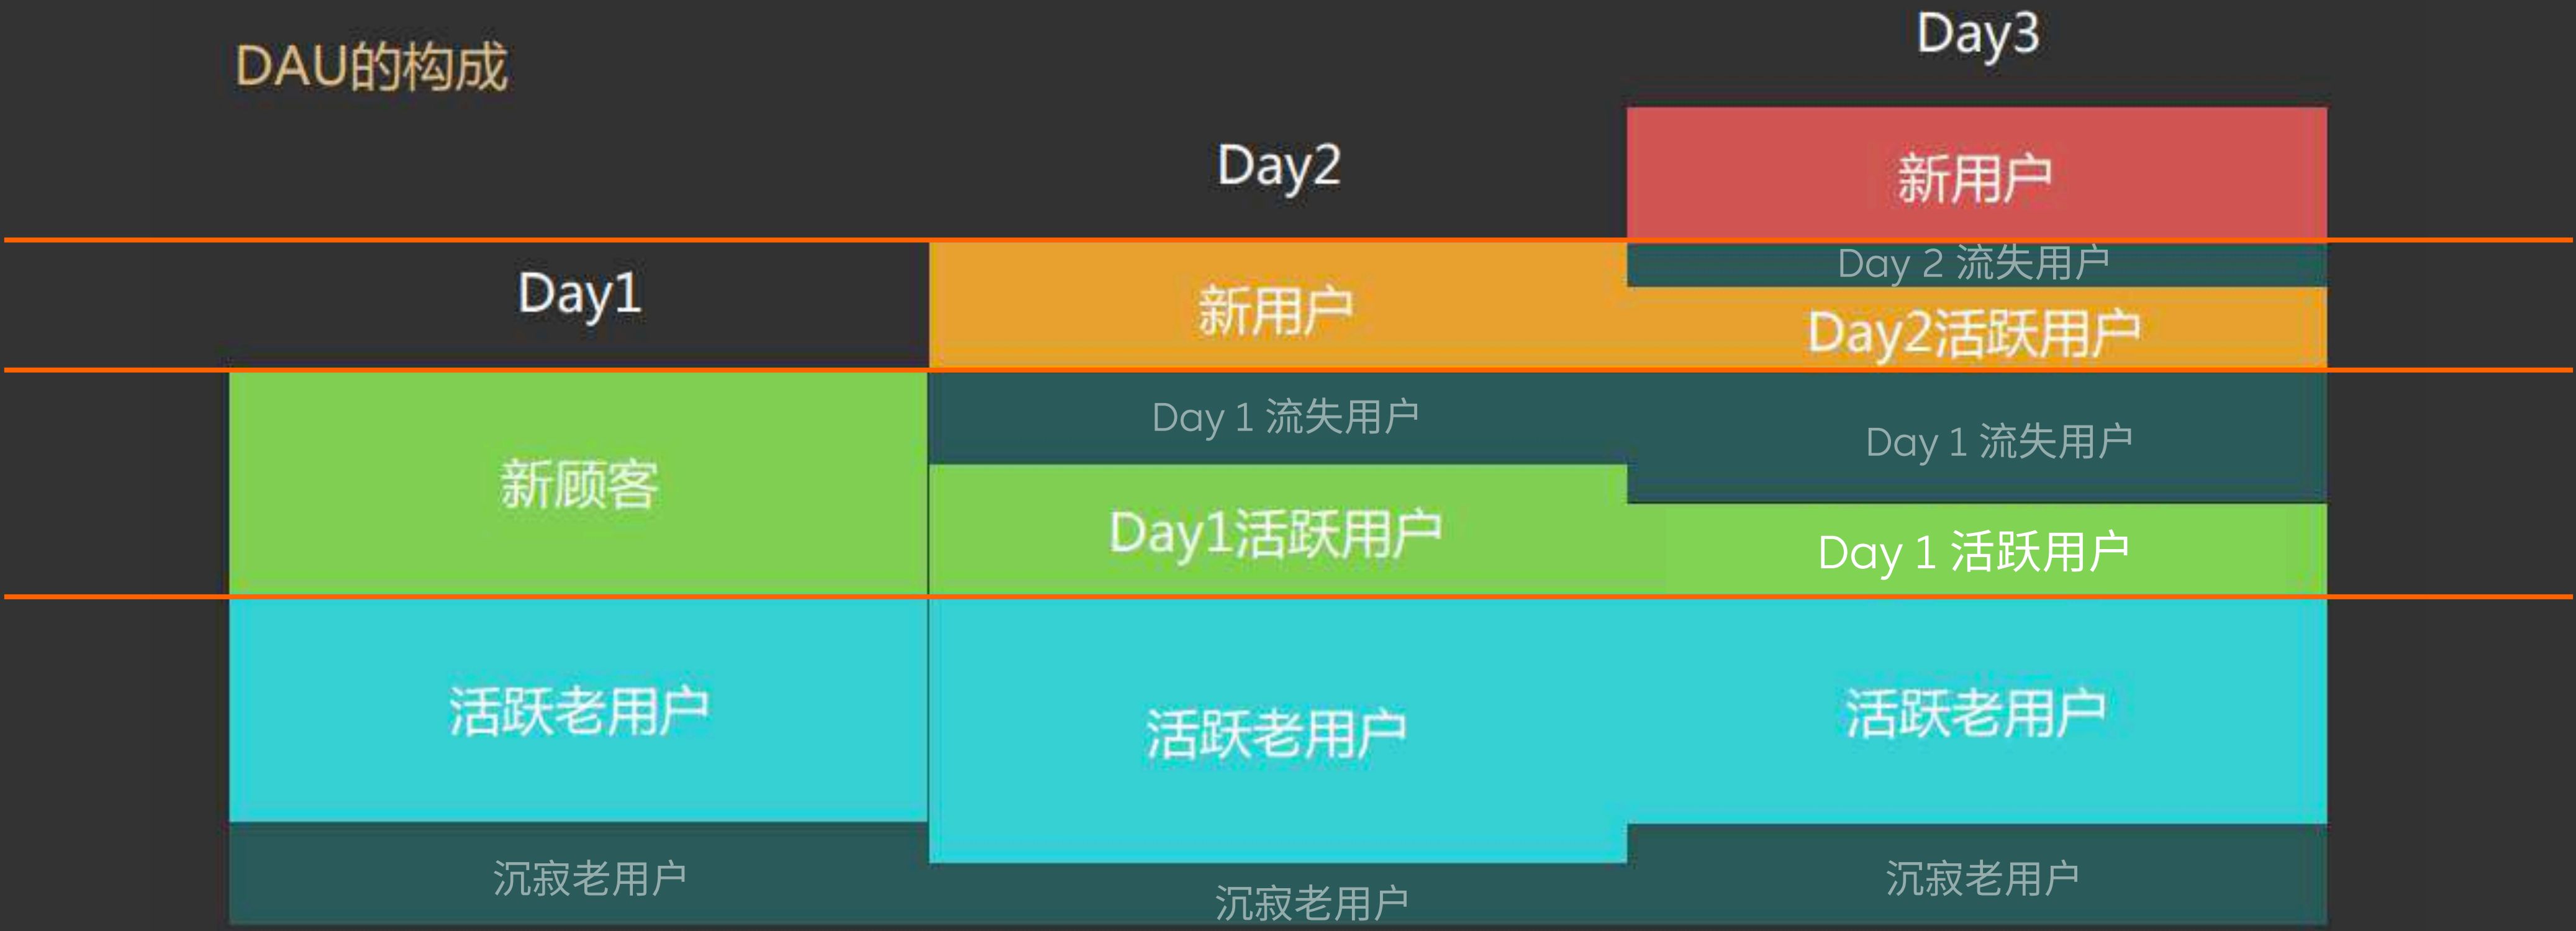 DAU的构成
Day1
新顾客
活跃老用户
沉寂老用户
Day2
新用户
Day 1 流失用户
Day1活跃用户
活跃老用户
沉寂老用户
Day3
新用户
Day 2 流失用户
Day2活跃用户
Day 1 流失用户
Day 1 活跃用户
活跃老用户
沉寂老用户